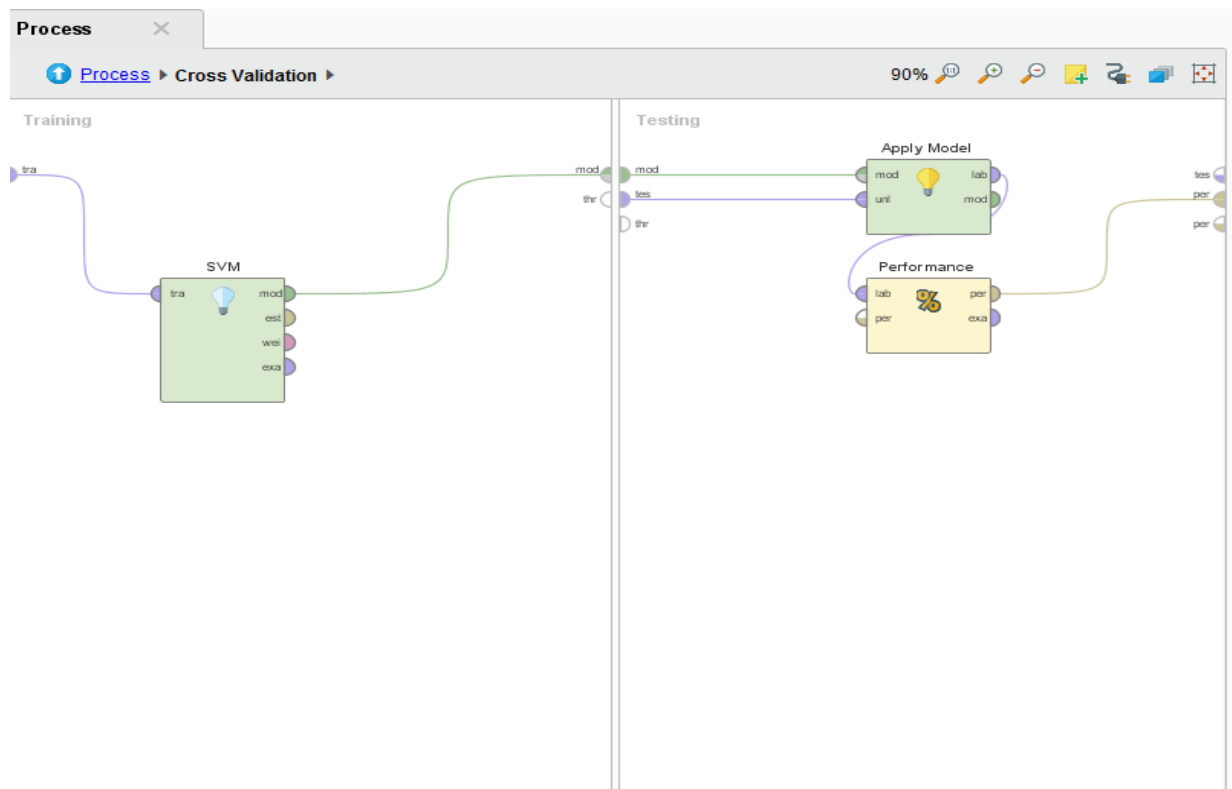 Process
Process Cross Validation
90%
Training
tra
mod
thr
SVM
tra
mod
est
wei
exa
Testing
mod
tes
thr
Apply Model
mod
lab
unl
mod
Performance
lab
per
per
exa
tes
per
per